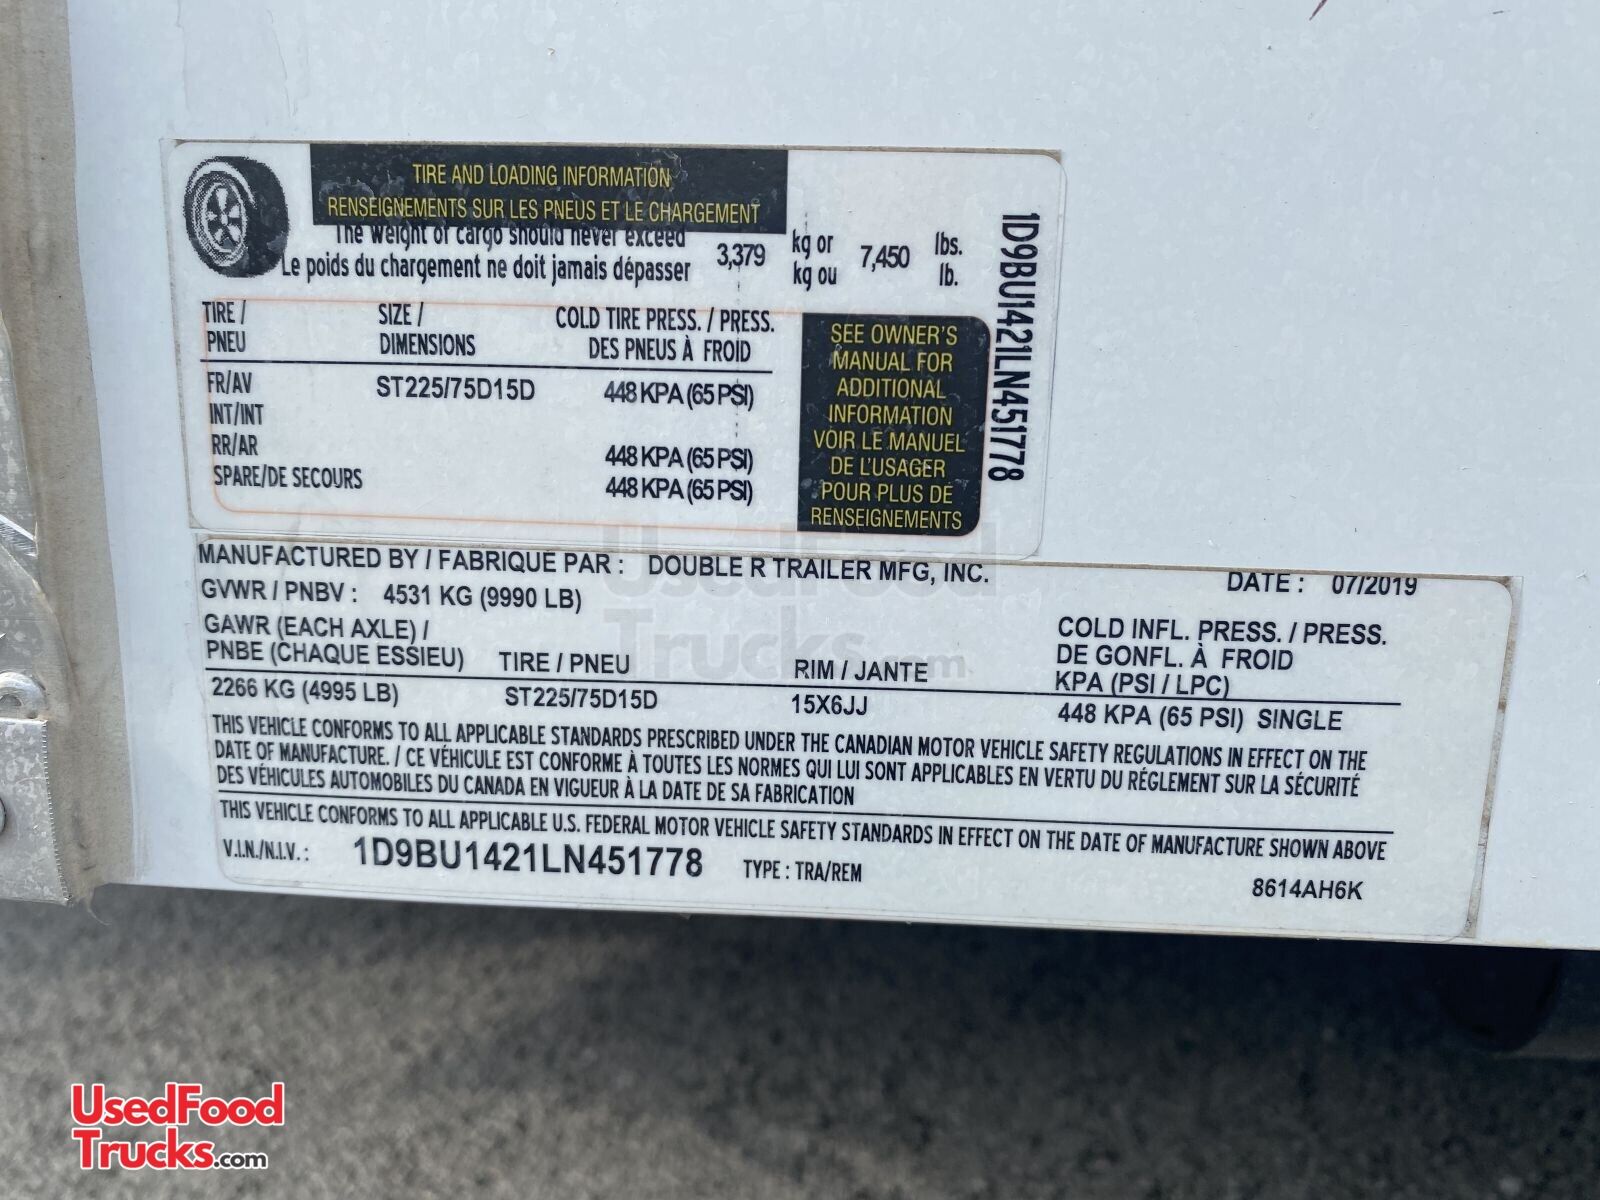 TIRE AND LOADING INFORMATION
RENSEIGNEMENTS SUR LES PNEUS ET LE CHARGEMENT
The weight of cargo should never exceed 3,379 kg or 7,450 lbs.
Le poids du chargement ne doit jamais dépasser kg ou lb.
TIRE / SIZE / COLD TIRE PRESS. / PRESS.
PNEU DIMENSIONS DES PNEUS À FROID
FR/AV ST225/75D15D 448 KPA (65 PSI)
INT/INT
RR/AR 448 KPA (65 PSI)
SPARE/DE SECOURS 448 KPA (65 PSI)
SEE OWNER'S
MANUAL FOR
ADDITIONAL
INFORMATION
VOIR LE MANUEL
DE L'USAGER
POUR PLUS DE
RENSEIGNEMENTS
1D9BU1421LN451778
MANUFACTURED BY / FABRIQUÉ PAR : DOUBLE R TRAILER MFG, INC. DATE : 07/2019
GVWR / PNBV : 4531 KG (9990 LB)
GAWR (EACH AXLE) / COLD INFL. PRESS. / PRESS.
PNBE (CHAQUE ESSIEU) TIRE / PNEU RIM / JANTE DE GONFL. À FROID
KPA (PSI / LPC)
2266 KG (4995 LB) ST225/75D15D 15X6JJ 448 KPA (65 PSI) SINGLE
THIS VEHICLE CONFORMS TO ALL APPLICABLE STANDARDS PRESCRIBED UNDER THE CANADIAN MOTOR VEHICLE SAFETY REGULATIONS IN EFFECT ON THE
DATE OF MANUFACTURE. / CE VÉHICULE EST CONFORME À TOUTES LES NORMES QUI LUI SONT APPLICABLES EN VERTU DU RÉGLEMENT SUR LA SÉCURITÉ
DES VÉHICULES AUTOMOBILES DU CANADA EN VIGUEUR À LA DATE DE SA FABRICATION
THIS VEHICLE CONFORMS TO ALL APPLICABLE U.S. FEDERAL MOTOR VEHICLE SAFETY STANDARDS IN EFFECT ON THE DATE OF MANUFACTURE SHOWN ABOVE
V.I.N./N.I.V. : 1D9BU1421LN451778 TYPE : TRA/REM 8614AH6K
UsedFood
Trucks.com
UsedFood
Trucks.com